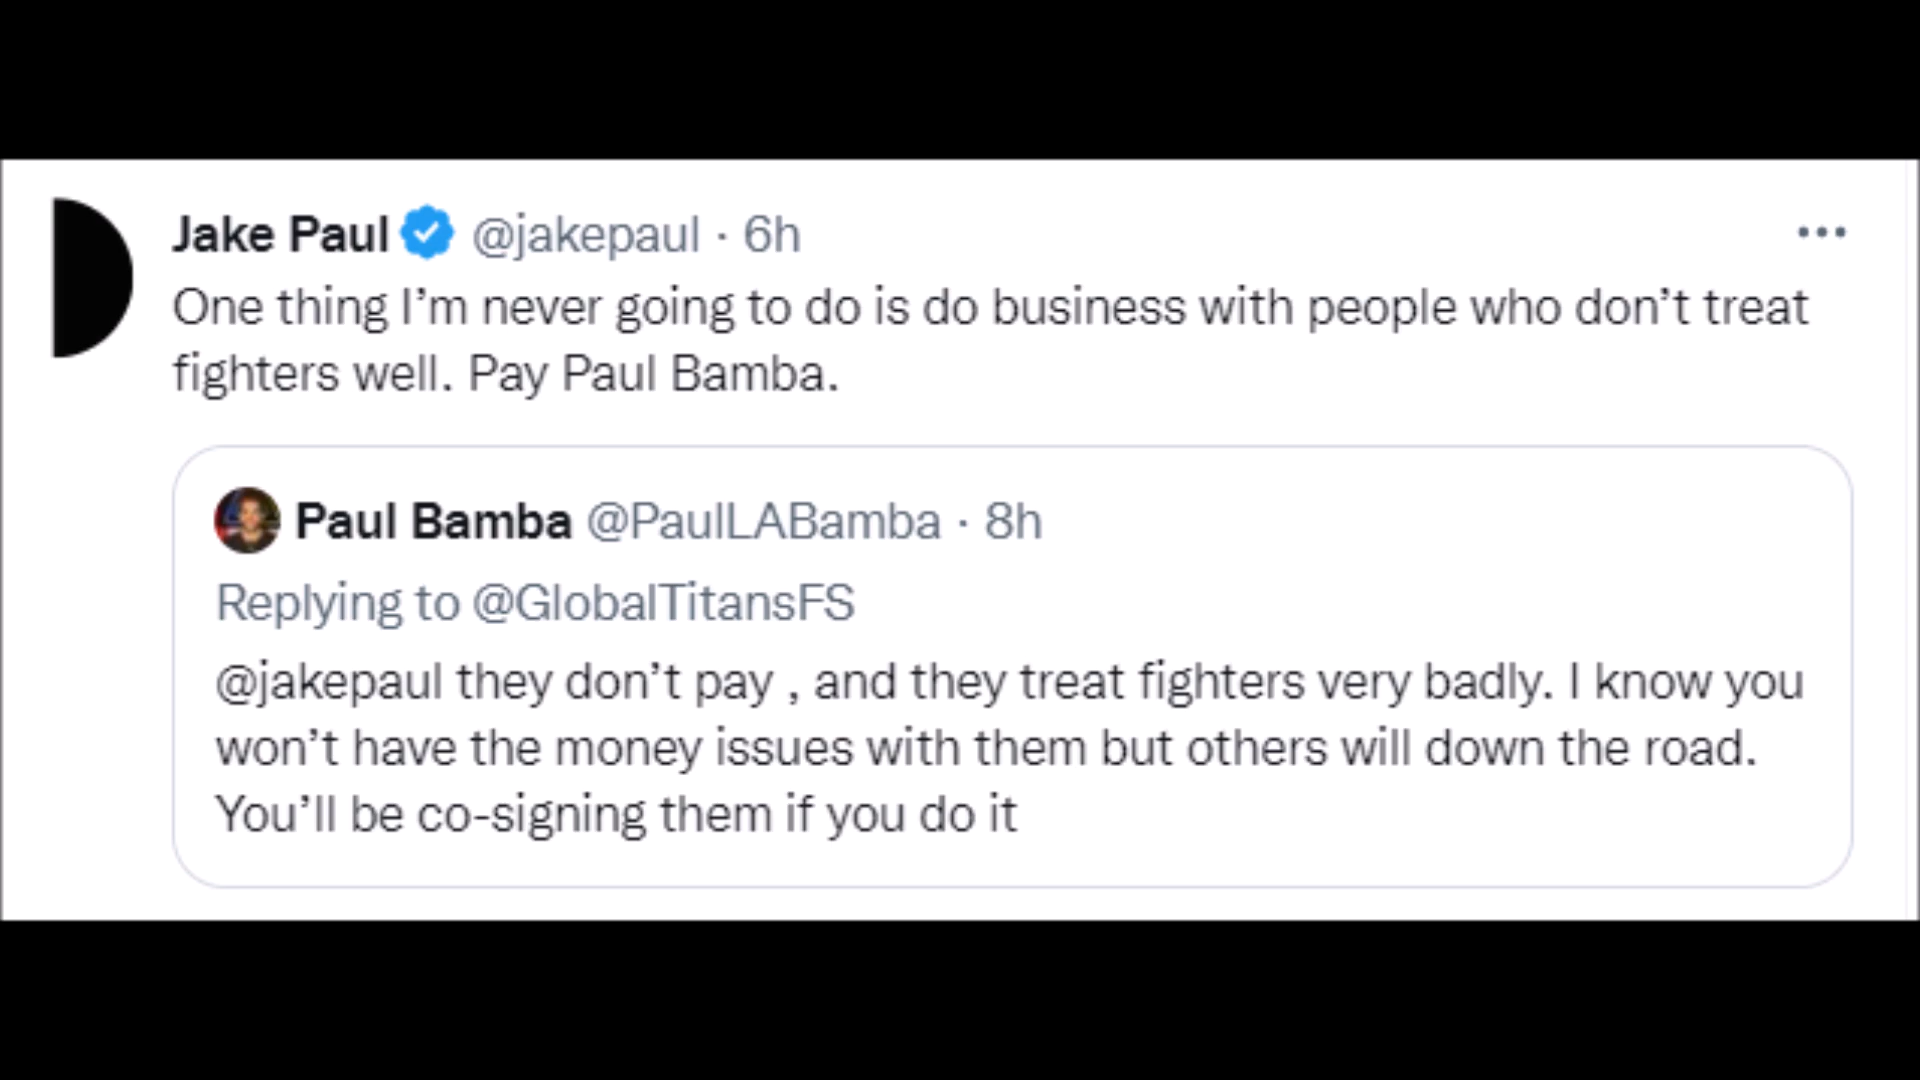 Jake Paul @jakepaul · 6h
One thing I’m never going to do is do business with people who don’t treat
fighters well. Pay Paul Bamba.
Paul Bamba @PaulLABamba · 8h
Replying to @GlobalTitansFS
@jakepaul they don’t pay , and they treat fighters very badly. I know you
won’t have the money issues with them but others will down the road.
You’ll be co-signing them if you do it